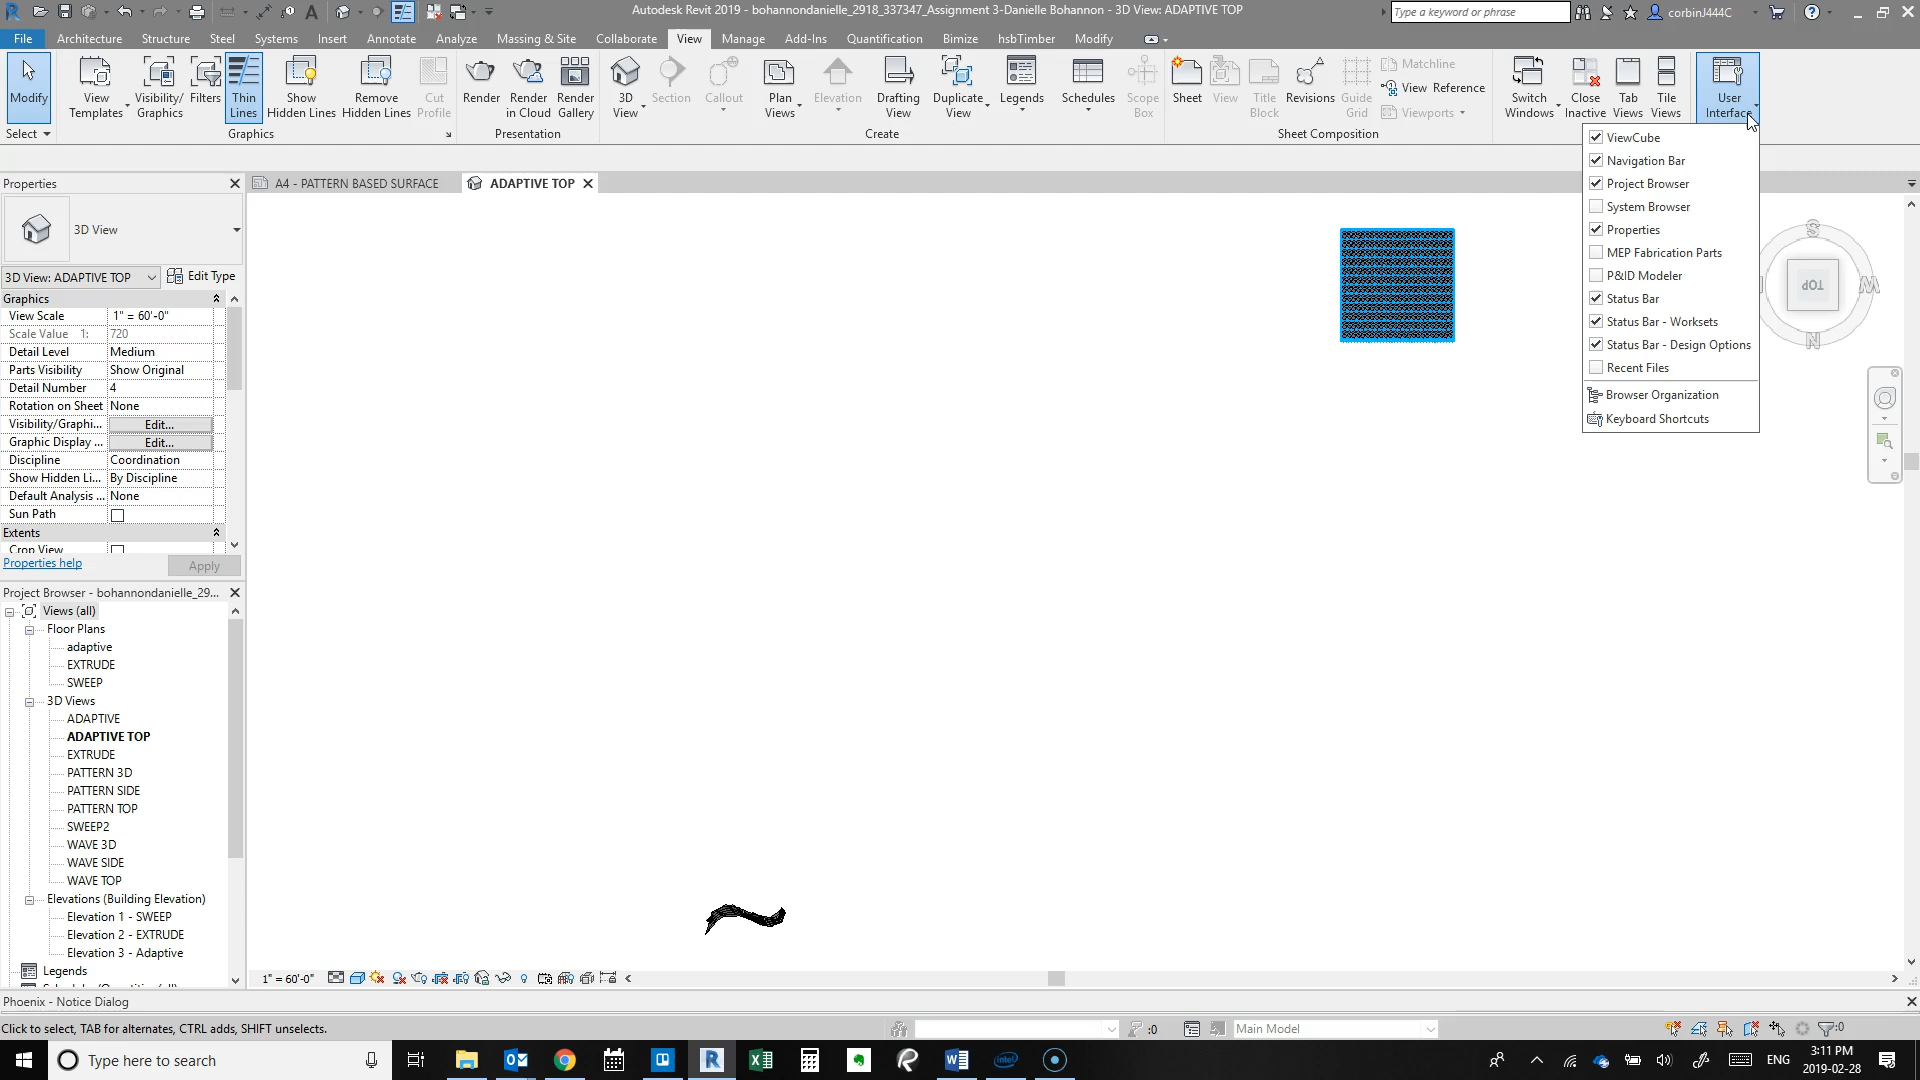 Autodesk Revit 2019 - bohannondanielle_2918_337347_Assignment 3-Danielle Bohannon - 3D View: ADAPTIVE TOP
Type a keyword or phrase
corbinJ444C
File Architecture Structure Steel Systems Insert Annotate Analyze Massing & Site Collaborate View Manage Add-Ins Quantification Bimize hsbTimber Modify
Modify
View Templates
Visibility/ Graphics
Filters
Thin Lines
Show Hidden Lines
Remove Hidden Lines
Cut Profile
Render
Render in Cloud
Render Gallery
3D View
Section
Callout
Plan Views
Elevation
Drafting View
Duplicate View
Legends
Schedules
Scope Box
Sheet
View
Title Block
Revisions
Guide Grid
Matchline
View Reference
Viewports
Switch Windows
Close Inactive
Tab Views
Tile Views
User Interface
Select
Graphics
Presentation
Create
Sheet Composition
ViewCube
Navigation Bar
Project Browser
System Browser
Properties
MEP Fabrication Parts
P&ID Modeler
Status Bar
Status Bar - Worksets
Status Bar - Design Options
Recent Files
Browser Organization
Keyboard Shortcuts
Properties
3D View
3D View: ADAPTIVE TOP
Edit Type
Graphics
View Scale 1" = 60'-0"
Scale Value 1: 720
Detail Level Medium
Parts Visibility Show Original
Detail Number 4
Rotation on Sheet None
Visibility/Graphi... Edit...
Graphic Display ... Edit...
Discipline Coordination
Show Hidden Li... By Discipline
Default Analysis ... None
Sun Path
Extents
Crop View
Properties help
Apply
A4 - PATTERN BASED SURFACE
ADAPTIVE TOP
S
TOP
N
Project Browser - bohannondanielle_29...
Views (all)
Floor Plans
adaptive
EXTRUDE
SWEEP
3D Views
ADAPTIVE
ADAPTIVE TOP
EXTRUDE
PATTERN 3D
PATTERN SIDE
PATTERN TOP
SWEEP2
WAVE 3D
WAVE SIDE
WAVE TOP
Elevations (Building Elevation)
Elevation 1 - SWEEP
Elevation 2 - EXTRUDE
Elevation 3 - Adaptive
Legends
1" = 60'-0"
Phoenix - Notice Dialog
Click to select, TAB for alternates, CTRL adds, SHIFT unselects.
:0
Main Model
:0
Type here to search
ENG
3:11 PM
2019-02-28